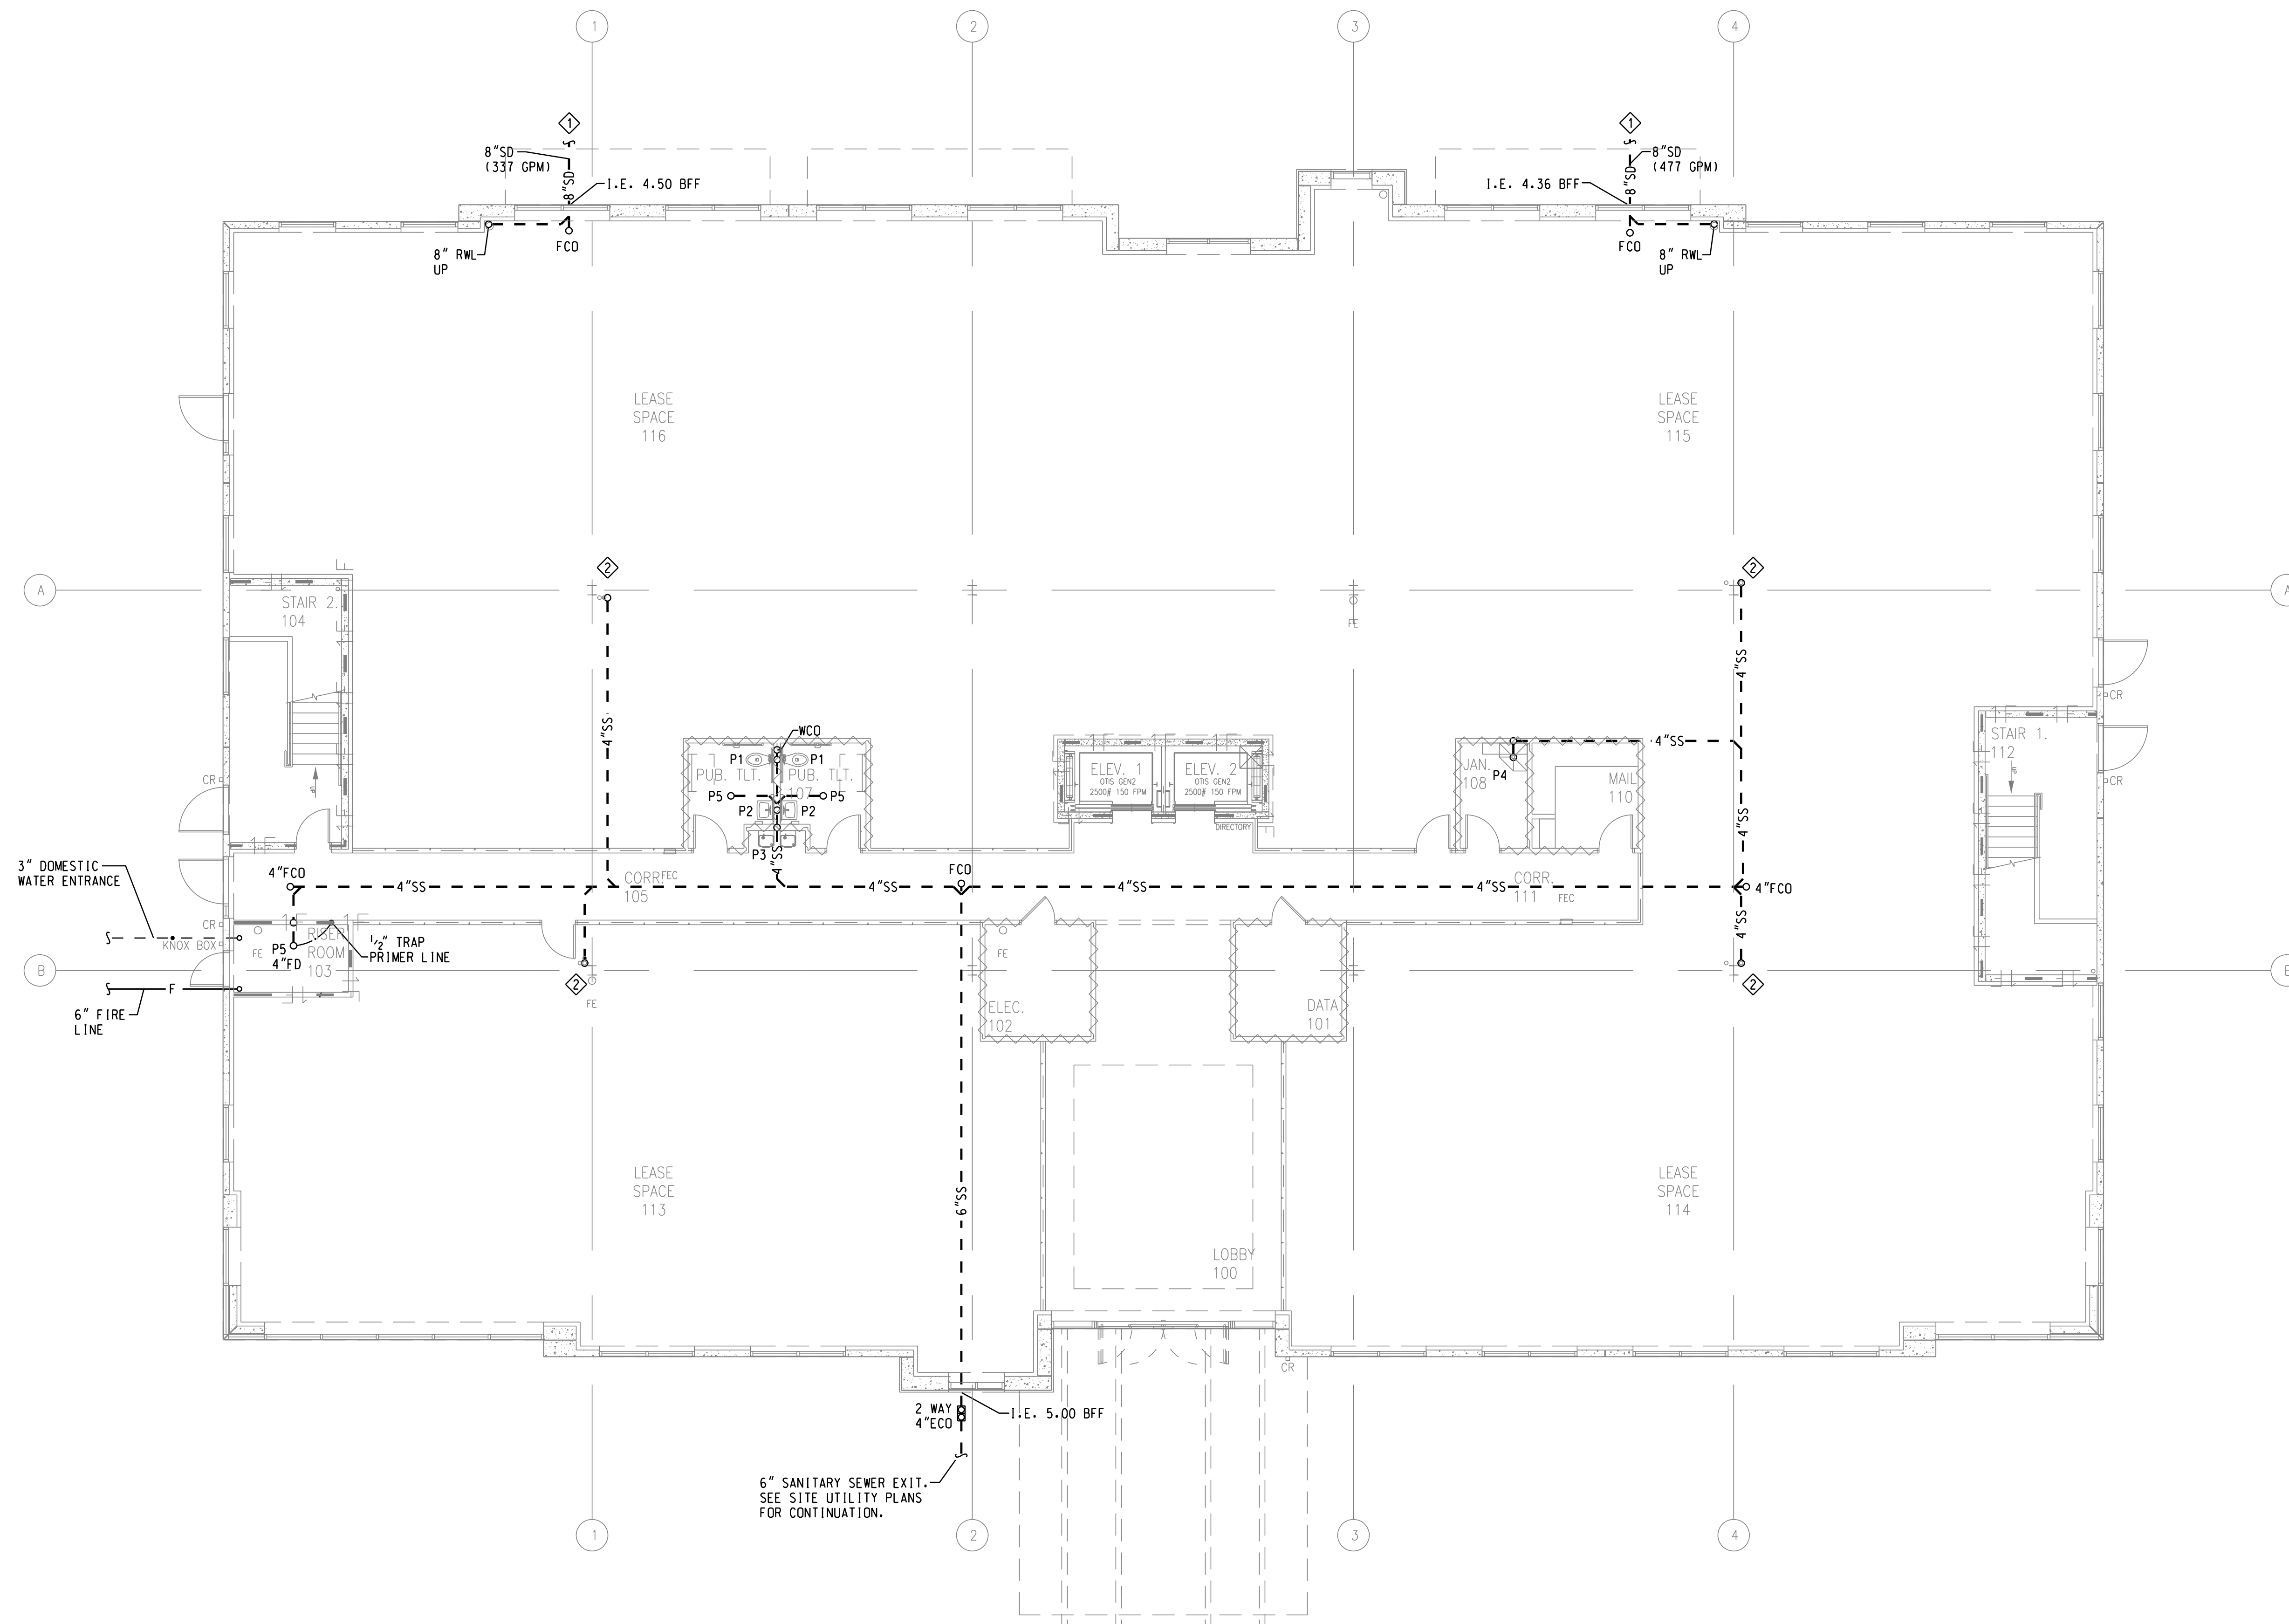 1
2
3
4
1
1
8"SD
(337 GPM)
8"SD
I.E. 4.50 BFF
8"SD
(477 GPM)
8"SD
I.E. 4.36 BFF
FCO
8" RWL
UP
FCO
8" RWL
UP
LEASE
SPACE
116
LEASE
SPACE
115
2
2
A
A
STAIR 2.
104
FE
4"SS
4"SS
CR
WCO
P1
P1
PUB. TLT.
PUB. TLT.
107
P5
P5
P2
P2
P3
4"SS
ELEV. 1
OTIS GEN2
2500# 150 FPM
ELEV. 2
OTIS GEN2
2500# 150 FPM
DIRECTORY
JAN.
108
P4
4"SS
MAIL
110
STAIR 1.
112
UP
UP
CR
CR
4"SS
3" DOMESTIC
WATER ENTRANCE
4"FCO
4"SS
CORR.
105
FEC
4"SS
FCO
4"SS
4"SS
CORR.
111
FEC
4"FCO
4"SS
CR
KNOX BOX
FE
P5
4"FD
RISER
ROOM
103
1/2" TRAP
PRIMER LINE
B
B
2
FE
FE
2
F
6" FIRE
LINE
ELEC.
102
DATA
101
LEASE
SPACE
113
6"SS
LOBBY
100
LEASE
SPACE
114
CR
2 WAY
4"ECO
I.E. 5.00 BFF
6" SANITARY SEWER EXIT.
SEE SITE UTILITY PLANS
FOR CONTINUATION.
1
2
3
4